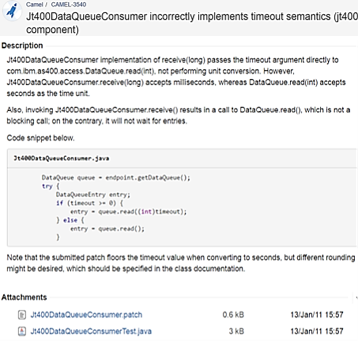 Camel / CAMEL-3540
Jt400DataQueueConsumer incorrectly implements timeout semantics (jt400
component)
Description
Jt400DataQueueConsumer implementation of receive(long) passes the timeout argument directly to
com.ibm.as400.access.DataQueue.read(int), not performing unit conversion. However,
Jt400DataQueueConsumer.receive(long) accepts milliseconds, whereas DataQueue.read(int) accepts
seconds as the time unit.
Also, invoking Jt400DataQueueConsumer.receive() results in a call to DataQueue.read(), which is not a
blocking call; on the contrary, it will not wait for entries.
Code snippet below.
Jt400DataQueueConsumer.java
DataQueue queue = endpoint.getDataQueue();
try {
DataQueueEntry entry;
if (timeout >= 0) {
entry = queue.read((int)timeout);
} else {
entry = queue.read();
}
Note that the submitted patch floors the timeout value when converting to seconds, but different rounding
might be desired, which should be specified in the class documentation.
Attachments
Jt400DataQueueConsumer.patch 0.6 kB 13/Jan/11 15:57
Jt400DataQueueConsumerTest.java 3 kB 13/Jan/11 15:57